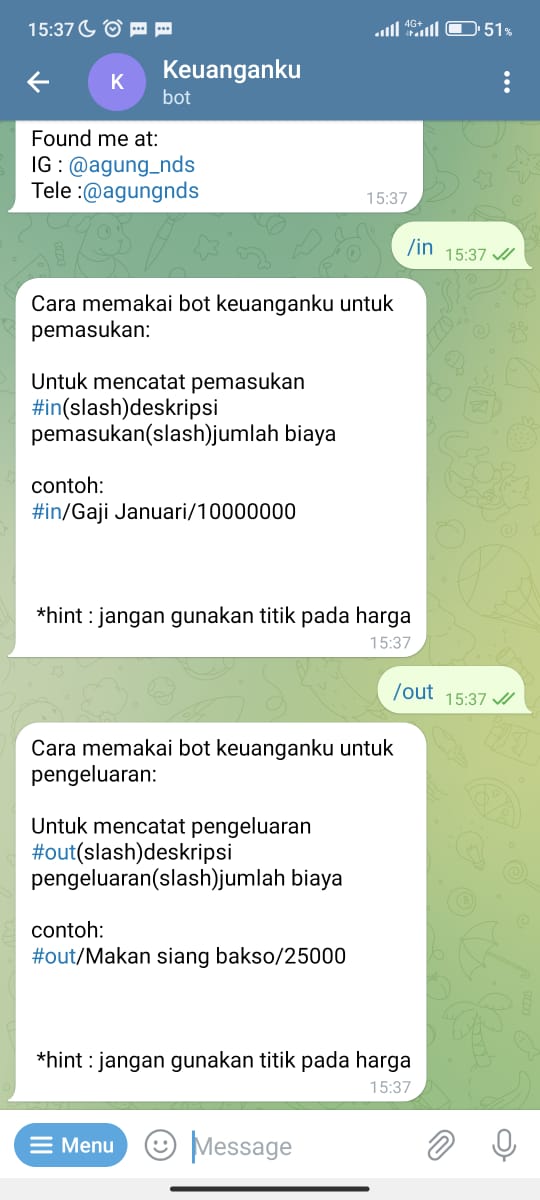 15:37
4G+
51%
K
Keuanganku
bot
Found me at:
IG : @agung_nds
Tele :@agungnds
15:37
/in 15:37
Cara memakai bot keuanganku untuk
pemasukan:
Untuk mencatat pemasukan
#in(slash)deskripsi
pemasukan(slash)jumlah biaya
contoh:
#in/Gaji Januari/10000000
*hint : jangan gunakan titik pada harga
15:37
/out 15:37
Cara memakai bot keuanganku untuk
pengeluaran:
Untuk mencatat pengeluaran
#out(slash)deskripsi
pengeluaran(slash)jumlah biaya
contoh:
#out/Makan siang bakso/25000
*hint : jangan gunakan titik pada harga
15:37
Menu
Message